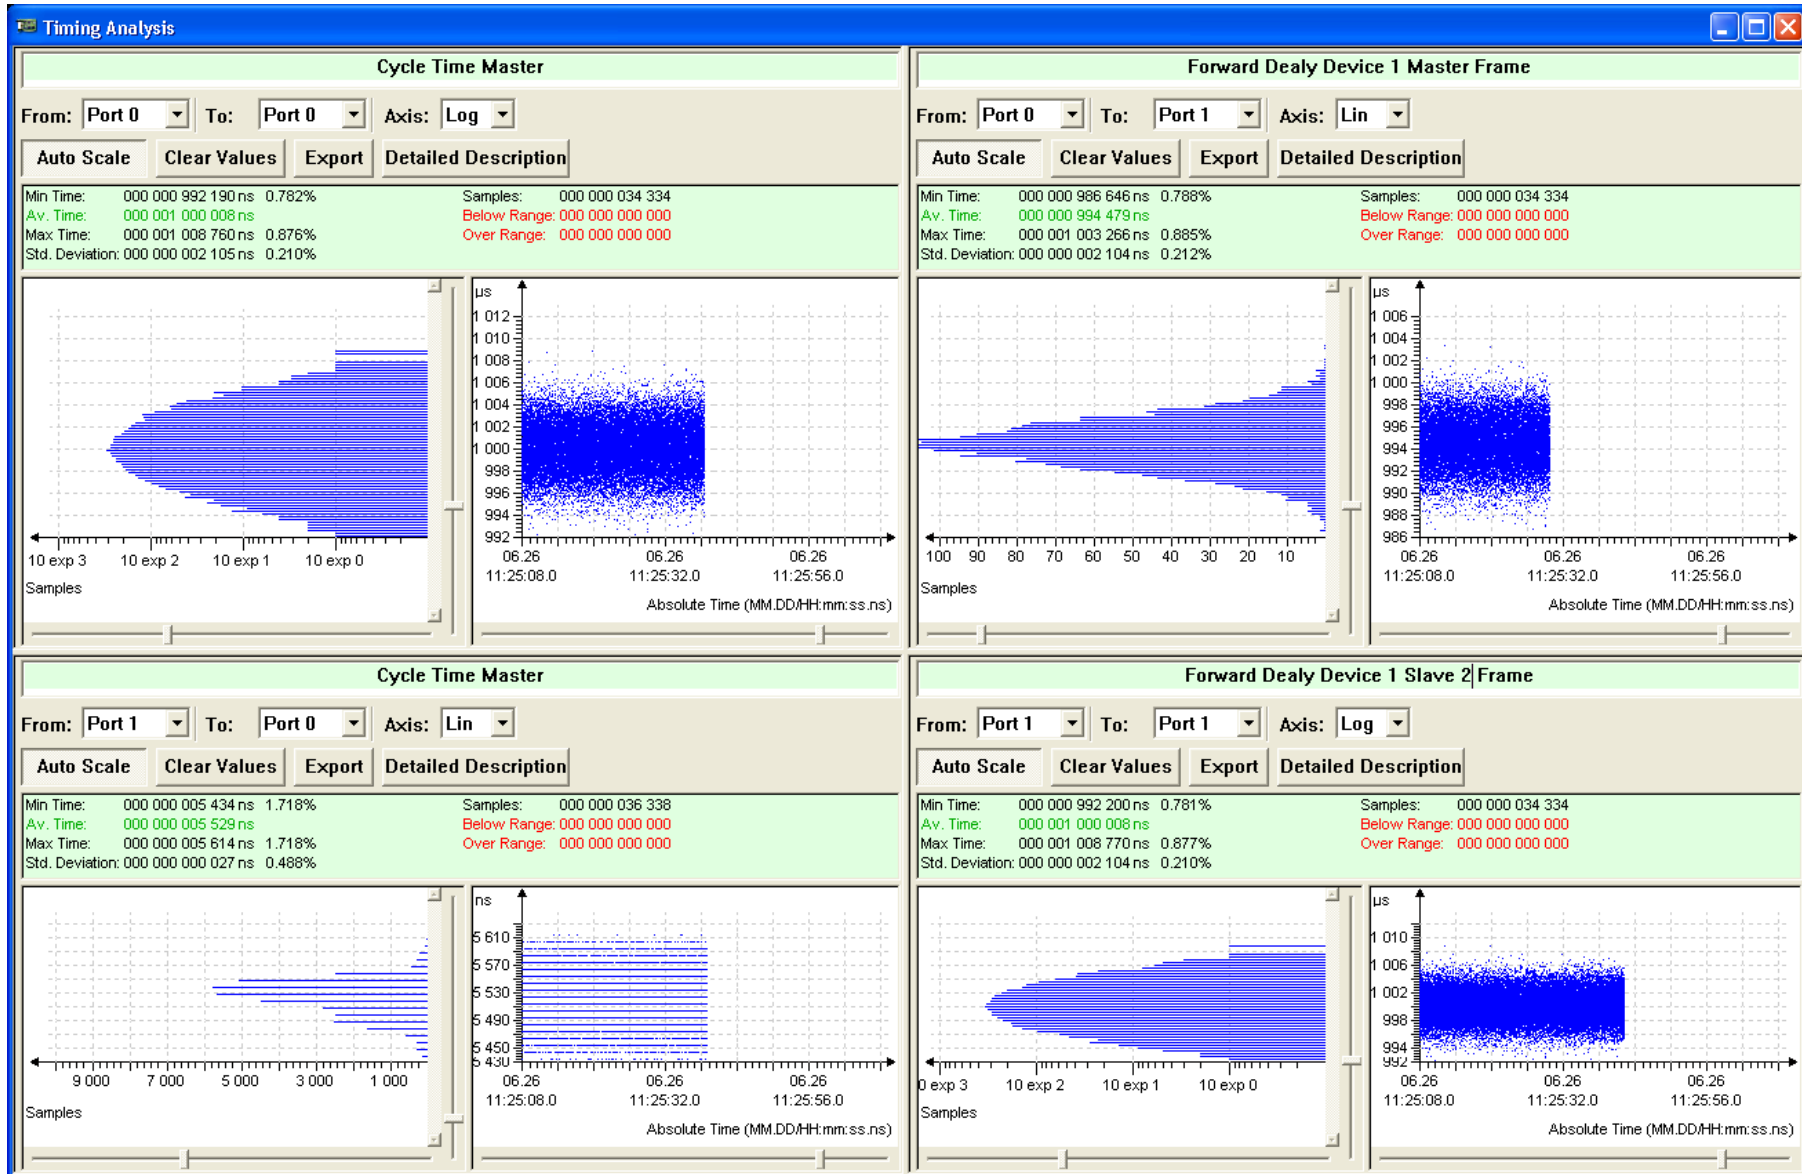 Timing Analysis
Cycle Time Master
From: Port 0 To: Port 0 Axis: Log
Auto Scale Clear Values Export Detailed Description
Min Time: 000 000 992 190 ns 0.782% Samples: 000 000 034 334
Av. Time: 000 001 000 008 ns Below Range: 000 000 000 000
Max Time: 000 001 008 760 ns 0.876% Over Range: 000 000 000 000
Std. Deviation: 000 000 002 105 ns 0.210%
10 exp 3 10 exp 2 10 exp 1 10 exp 0
Samples
µs
1 012
1 010
1 008
1 006
1 004
1 002
1 000
998
996
994
992
06.26 06.26 06.26
11:25:08.0 11:25:32.0 11:25:56.0
Absolute Time (MM.DD/HH:mm:ss.ns)
Forward Dealy Device 1 Master Frame
From: Port 0 To: Port 1 Axis: Lin
Auto Scale Clear Values Export Detailed Description
Min Time: 000 000 986 646 ns 0.788% Samples: 000 000 034 334
Av. Time: 000 000 994 479 ns Below Range: 000 000 000 000
Max Time: 000 001 003 266 ns 0.885% Over Range: 000 000 000 000
Std. Deviation: 000 000 002 104 ns 0.212%
100 90 80 70 60 50 40 30 20 10
Samples
µs
1 006
1 004
1 002
1 000
998
996
994
992
990
988
986
06.26 06.26 06.26
11:25:08.0 11:25:32.0 11:25:56.0
Absolute Time (MM.DD/HH:mm:ss.ns)
Cycle Time Master
From: Port 1 To: Port 0 Axis: Lin
Auto Scale Clear Values Export Detailed Description
Min Time: 000 000 005 434 ns 1.718% Samples: 000 000 036 338
Av. Time: 000 000 005 529 ns Below Range: 000 000 000 000
Max Time: 000 000 005 614 ns 1.718% Over Range: 000 000 000 000
Std. Deviation: 000 000 000 027 ns 0.488%
9 000 7 000 5 000 3 000 1 000
Samples
ns
5 610
5 570
5 530
5 490
5 450
5 430
06.26 06.26 06.26
11:25:08.0 11:25:32.0 11:25:56.0
Absolute Time (MM.DD/HH:mm:ss.ns)
Forward Dealy Device 1 Slave 2 Frame
From: Port 1 To: Port 1 Axis: Log
Auto Scale Clear Values Export Detailed Description
Min Time: 000 000 992 200 ns 0.781% Samples: 000 000 034 334
Av. Time: 000 001 000 008 ns Below Range: 000 000 000 000
Max Time: 000 001 008 770 ns 0.877% Over Range: 000 000 000 000
Std. Deviation: 000 000 002 104 ns 0.210%
0 exp 3 10 exp 2 10 exp 1 10 exp 0
Samples
µs
1 010
1 006
1 002
998
994
992
06.26 06.26 06.26
11:25:08.0 11:25:32.0 11:25:56.0
Absolute Time (MM.DD/HH:mm:ss.ns)